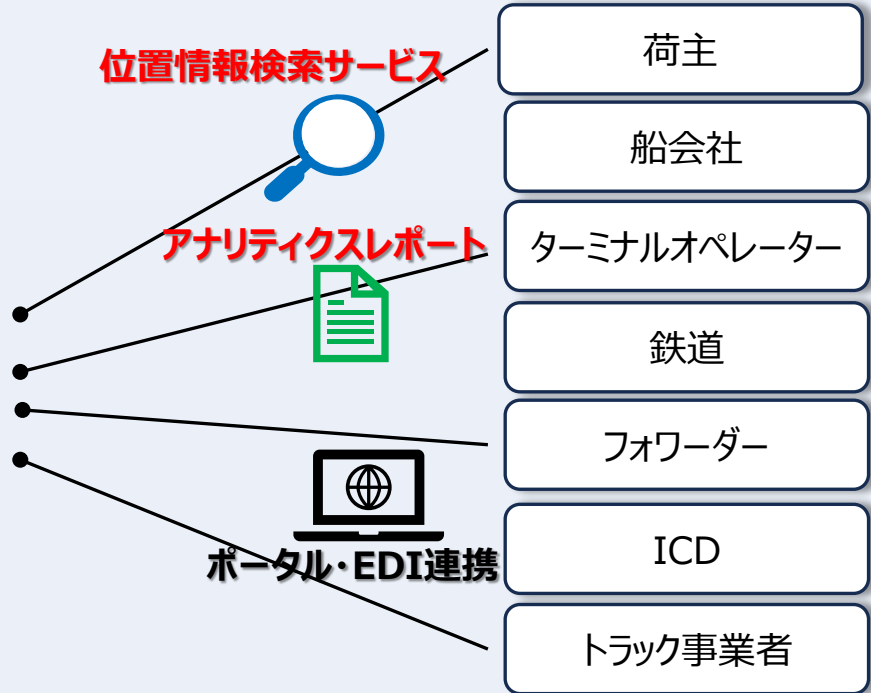 位置情報検索サービス
アナリティクスレポート
ポータル・EDI連携
荷主
船会社
ターミナルオペレーター
鉄道
フォワーダー
ICD
トラック事業者